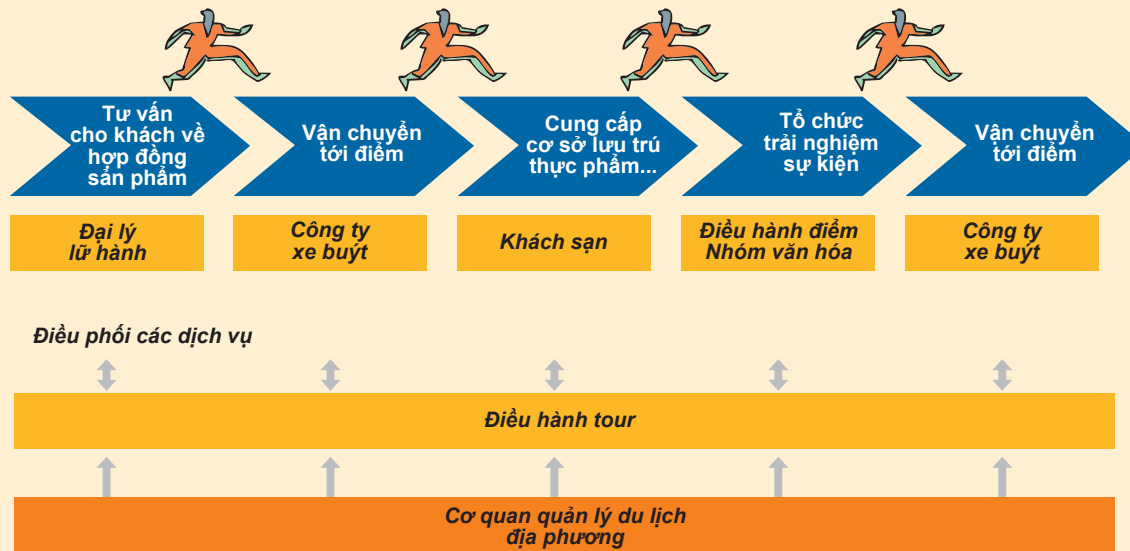 Tư vấn
cho khách về
hợp đồng
sản phẩm
Vận chuyển
tới điểm
Cung cấp
cơ sở lưu trú
thực phẩm...
Tổ chức
trải nghiệm
sự kiện
Vận chuyển
tới điểm
Đại lý
lữ hành
Công ty
xe buýt
Khách sạn
Điều hành điểm
Nhóm văn hóa
Công ty
xe buýt
Điều phối các dịch vụ
Điều hành tour
Cơ quan quản lý du lịch
địa phương